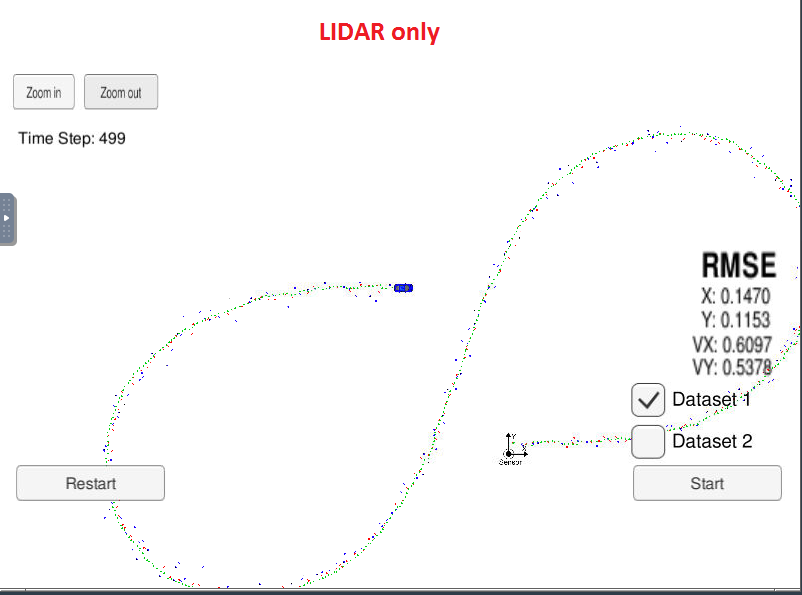 LIDAR only
Zoom in
Zoom out
Time Step: 499
RMSE
X: 0.1470
Y: 0.1153
VX: 0.6097
VY: 0.5378
Dataset 1
Dataset 2
Y
X
Sensor
Restart
Start